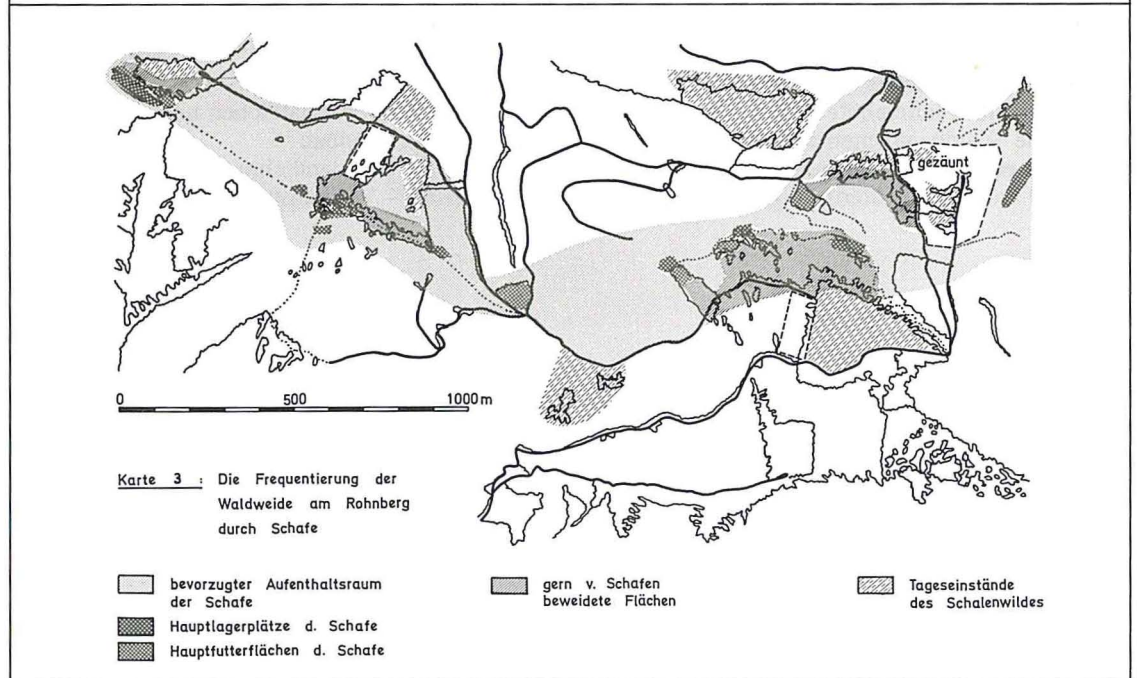 gezäunt
0 500 1000 m
Karte 3 : Die Frequentierung der
Waldweide am Rohnberg
durch Schafe
bevorzugter Aufenthaltsraum
der Schafe
Hauptlagerplätze d. Schafe
Hauptfutterflächen d. Schafe
gern v. Schafen
beweidete Flächen
Tageseinstände
des Schalenwildes